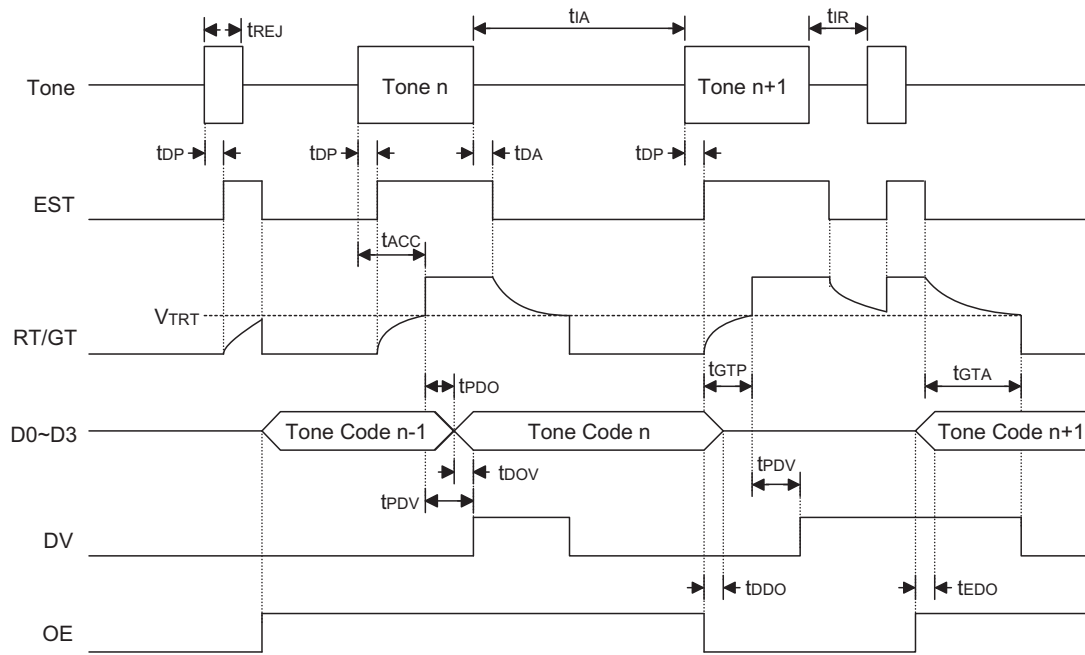 tIA
tIR
tREJ
Tone
Tone n
Tone n+1
tDP
tDP
tDA
tDP
EST
tACC
VTRT
RT/GT
tGTP
tGTA
tPDO
D0~D3
Tone Code n-1
Tone Code n
Tone Code n+1
tDOV
tPDV
tPDV
DV
tDDO
tEDO
OE